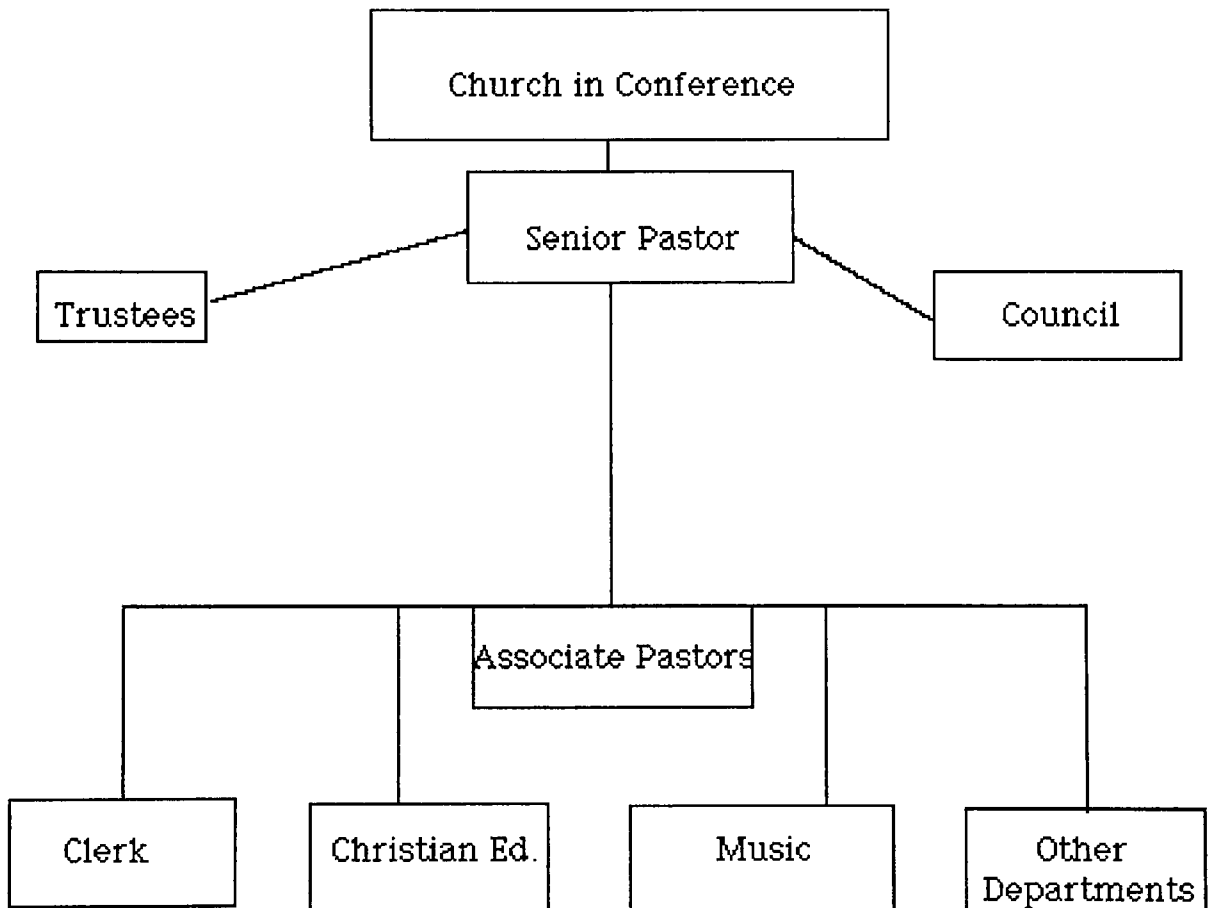 Church in Conference
Senior Pastor
Trustees
Council
Associate Pastors
Clerk
Christian Ed.
Music
Other
Departments